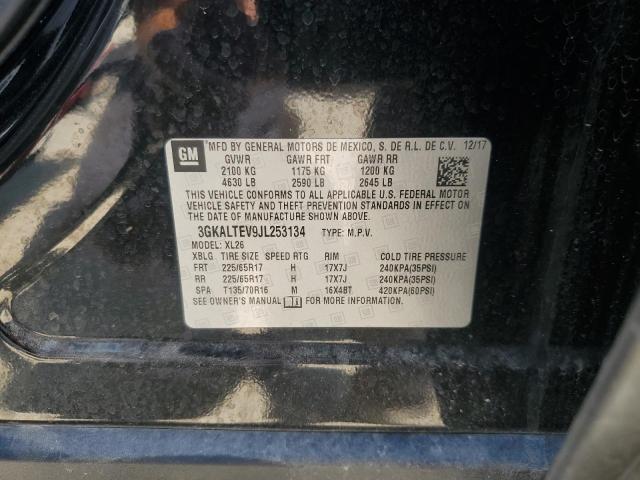 GM
MFD BY GENERAL MOTORS DE MEXICO, S. DE R.L. DE C.V. 12/17
GVWR GAWR FRT GAWR RR
2100 KG 1175 KG 1200 KG
4630 LB 2590 LB 2645 LB
THIS VEHICLE CONFORMS TO ALL APPLICABLE U.S. FEDERAL MOTOR
VEHICLE SAFETY AND THEFT PREVENTION STANDARDS IN EFFECT
ON THE DATE OF MANUFACTURE SHOWN ABOVE.
3GKALTEV9JL253134 TYPE: M.P.V.
MODEL: XL26
XBLG TIRE SIZE SPEED RTG RIM COLD TIRE PRESSURE
FRT 225/65R17 H 17X7J 240KPA(35PSI)
RR 225/65R17 H 17X7J 240KPA(35PSI)
SPA T135/70R16 M 16X4BT 420KPA(60PSI)
SEE OWNER'S MANUAL FOR MORE INFORMATION.